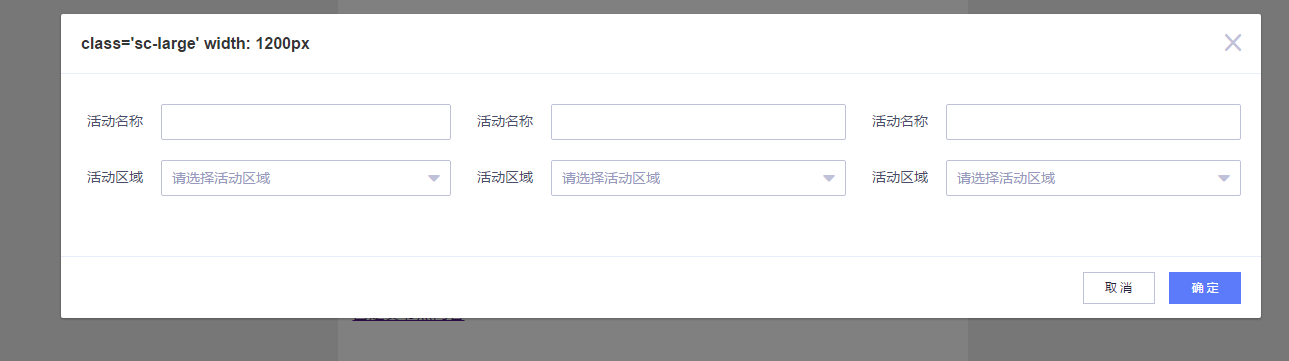 class='sc-large' width: 1200px
活动名称 活动名称 活动名称
活动区域 请选择活动区域 活动区域 请选择活动区域 活动区域 请选择活动区域
取消 确定